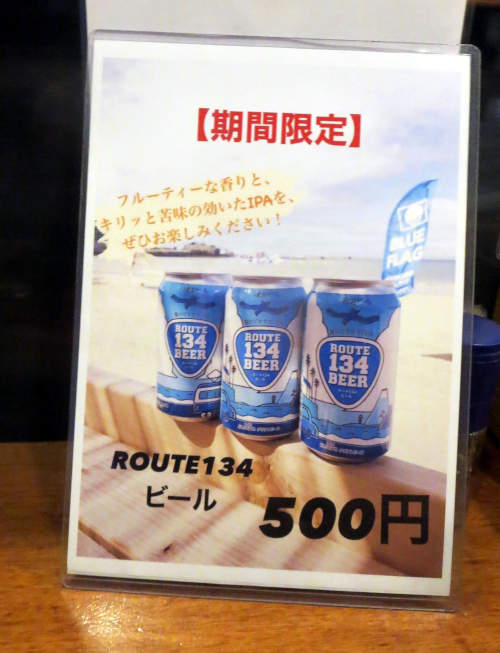 【期間限定】
フルーティーな香りと、
キリッと苦味の効いたIPAを、
ぜひお楽しみください！
BLUE
FLAG
ROUTE
134
BEER
ROUTE
134
BEER
ROUTE
134
BEER
ROUTE134
ビール
500円